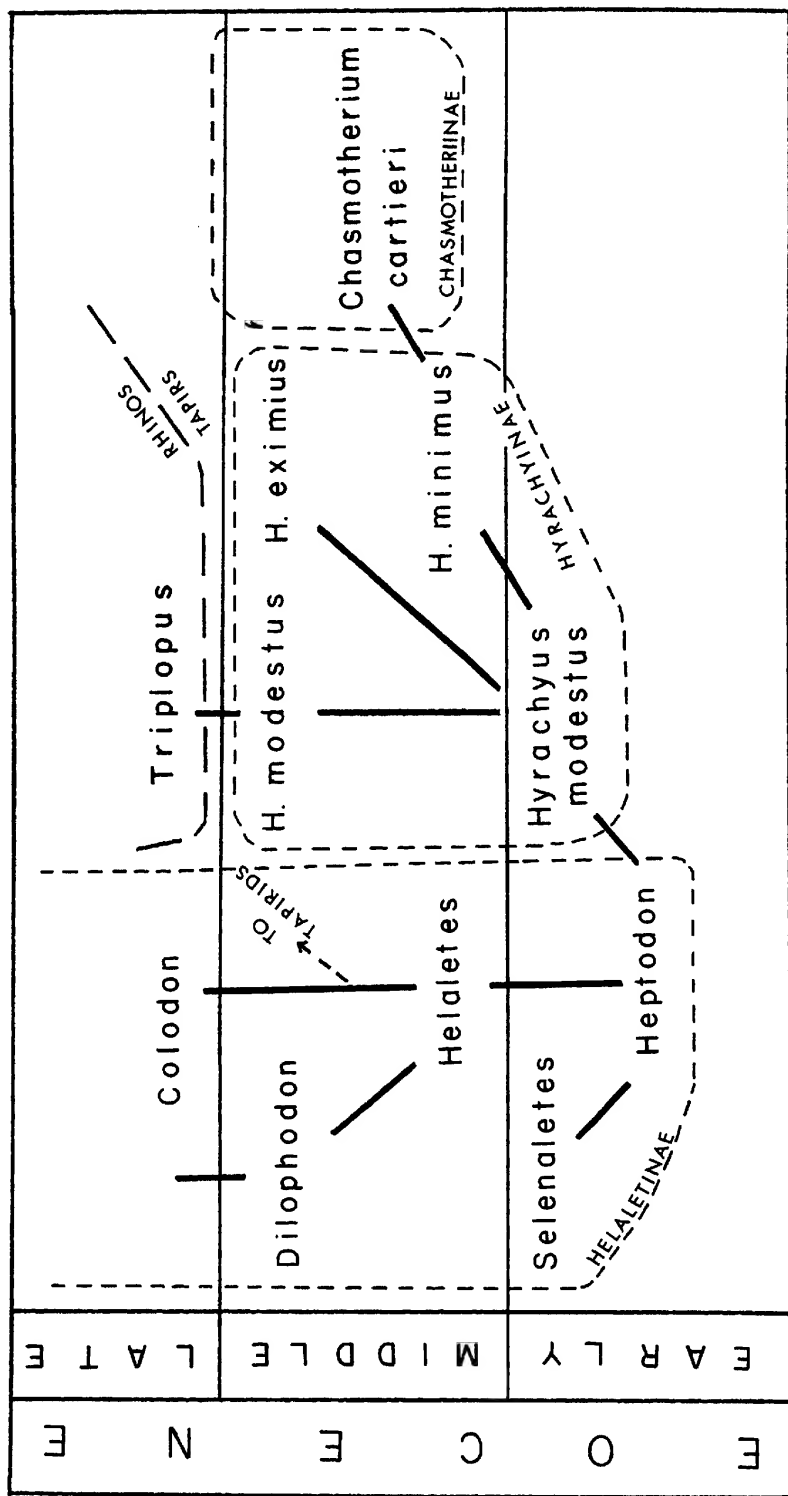 EOCENE
LATE
MIDDLE
EARLY
Colodon
Triplopus
RHINOS
TAPIRS
TO
TAPIRIDS
Dilophodon
H. modestus
H. eximius
Chasmotherium
cartieri
Helaletes
H. minimus
CHASMOTHERIINAE
Selenaletes
Hyrachyus
modestus
HYRACHYINAE
Heptodon
HELALETINAE